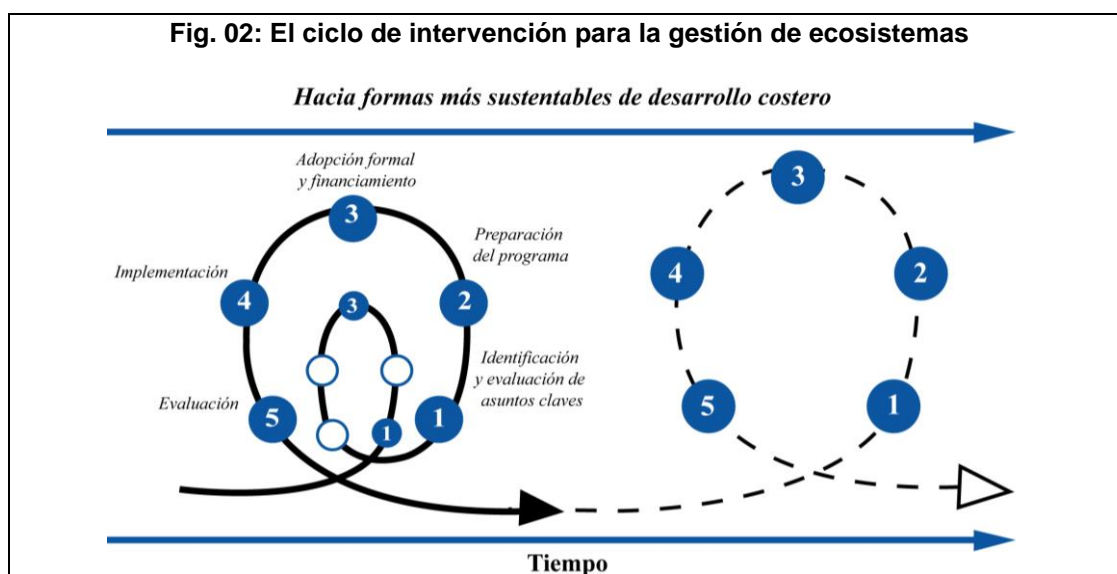 Fig. 02: El ciclo de intervención para la gestión de ecosistemas
Hacia formas más sustentables de desarrollo costero
Adopción formal
y financiamiento
3
Preparación
del programa
Implementación
4
2
3
Identificación
y evaluación de
asuntos claves
Evaluación
5
1
1
3
4
2
5
1
Tiempo